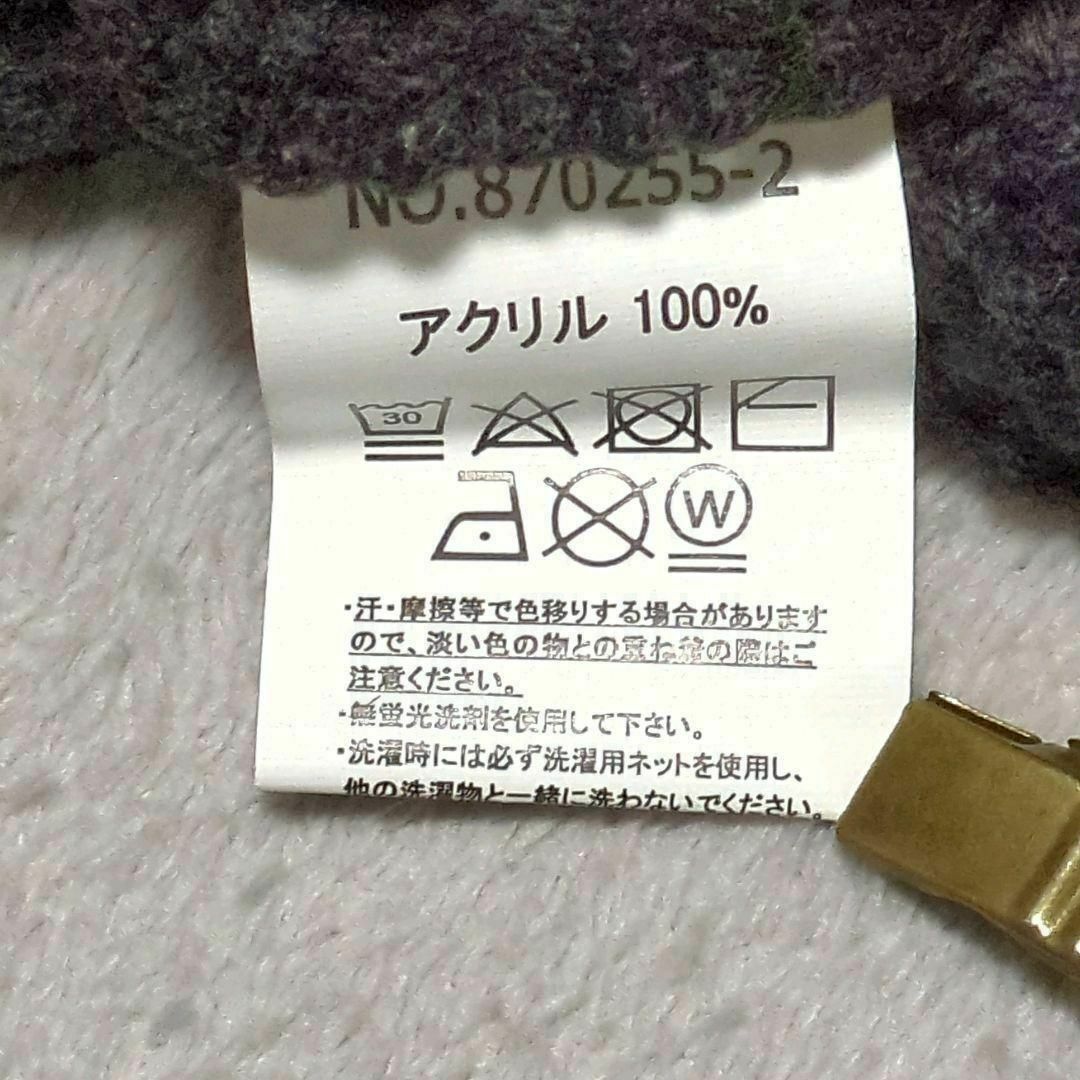 NO.870255-2
アクリル 100%
30
W
・汗・摩擦等で色移りする場合があります
ので、淡い色の物との重ね着の際はご
注意ください。
・無蛍光洗剤を使用して下さい。
・洗濯時には必ず洗濯用ネットを使用し、
他の洗濯物と一緒に洗わないでください。